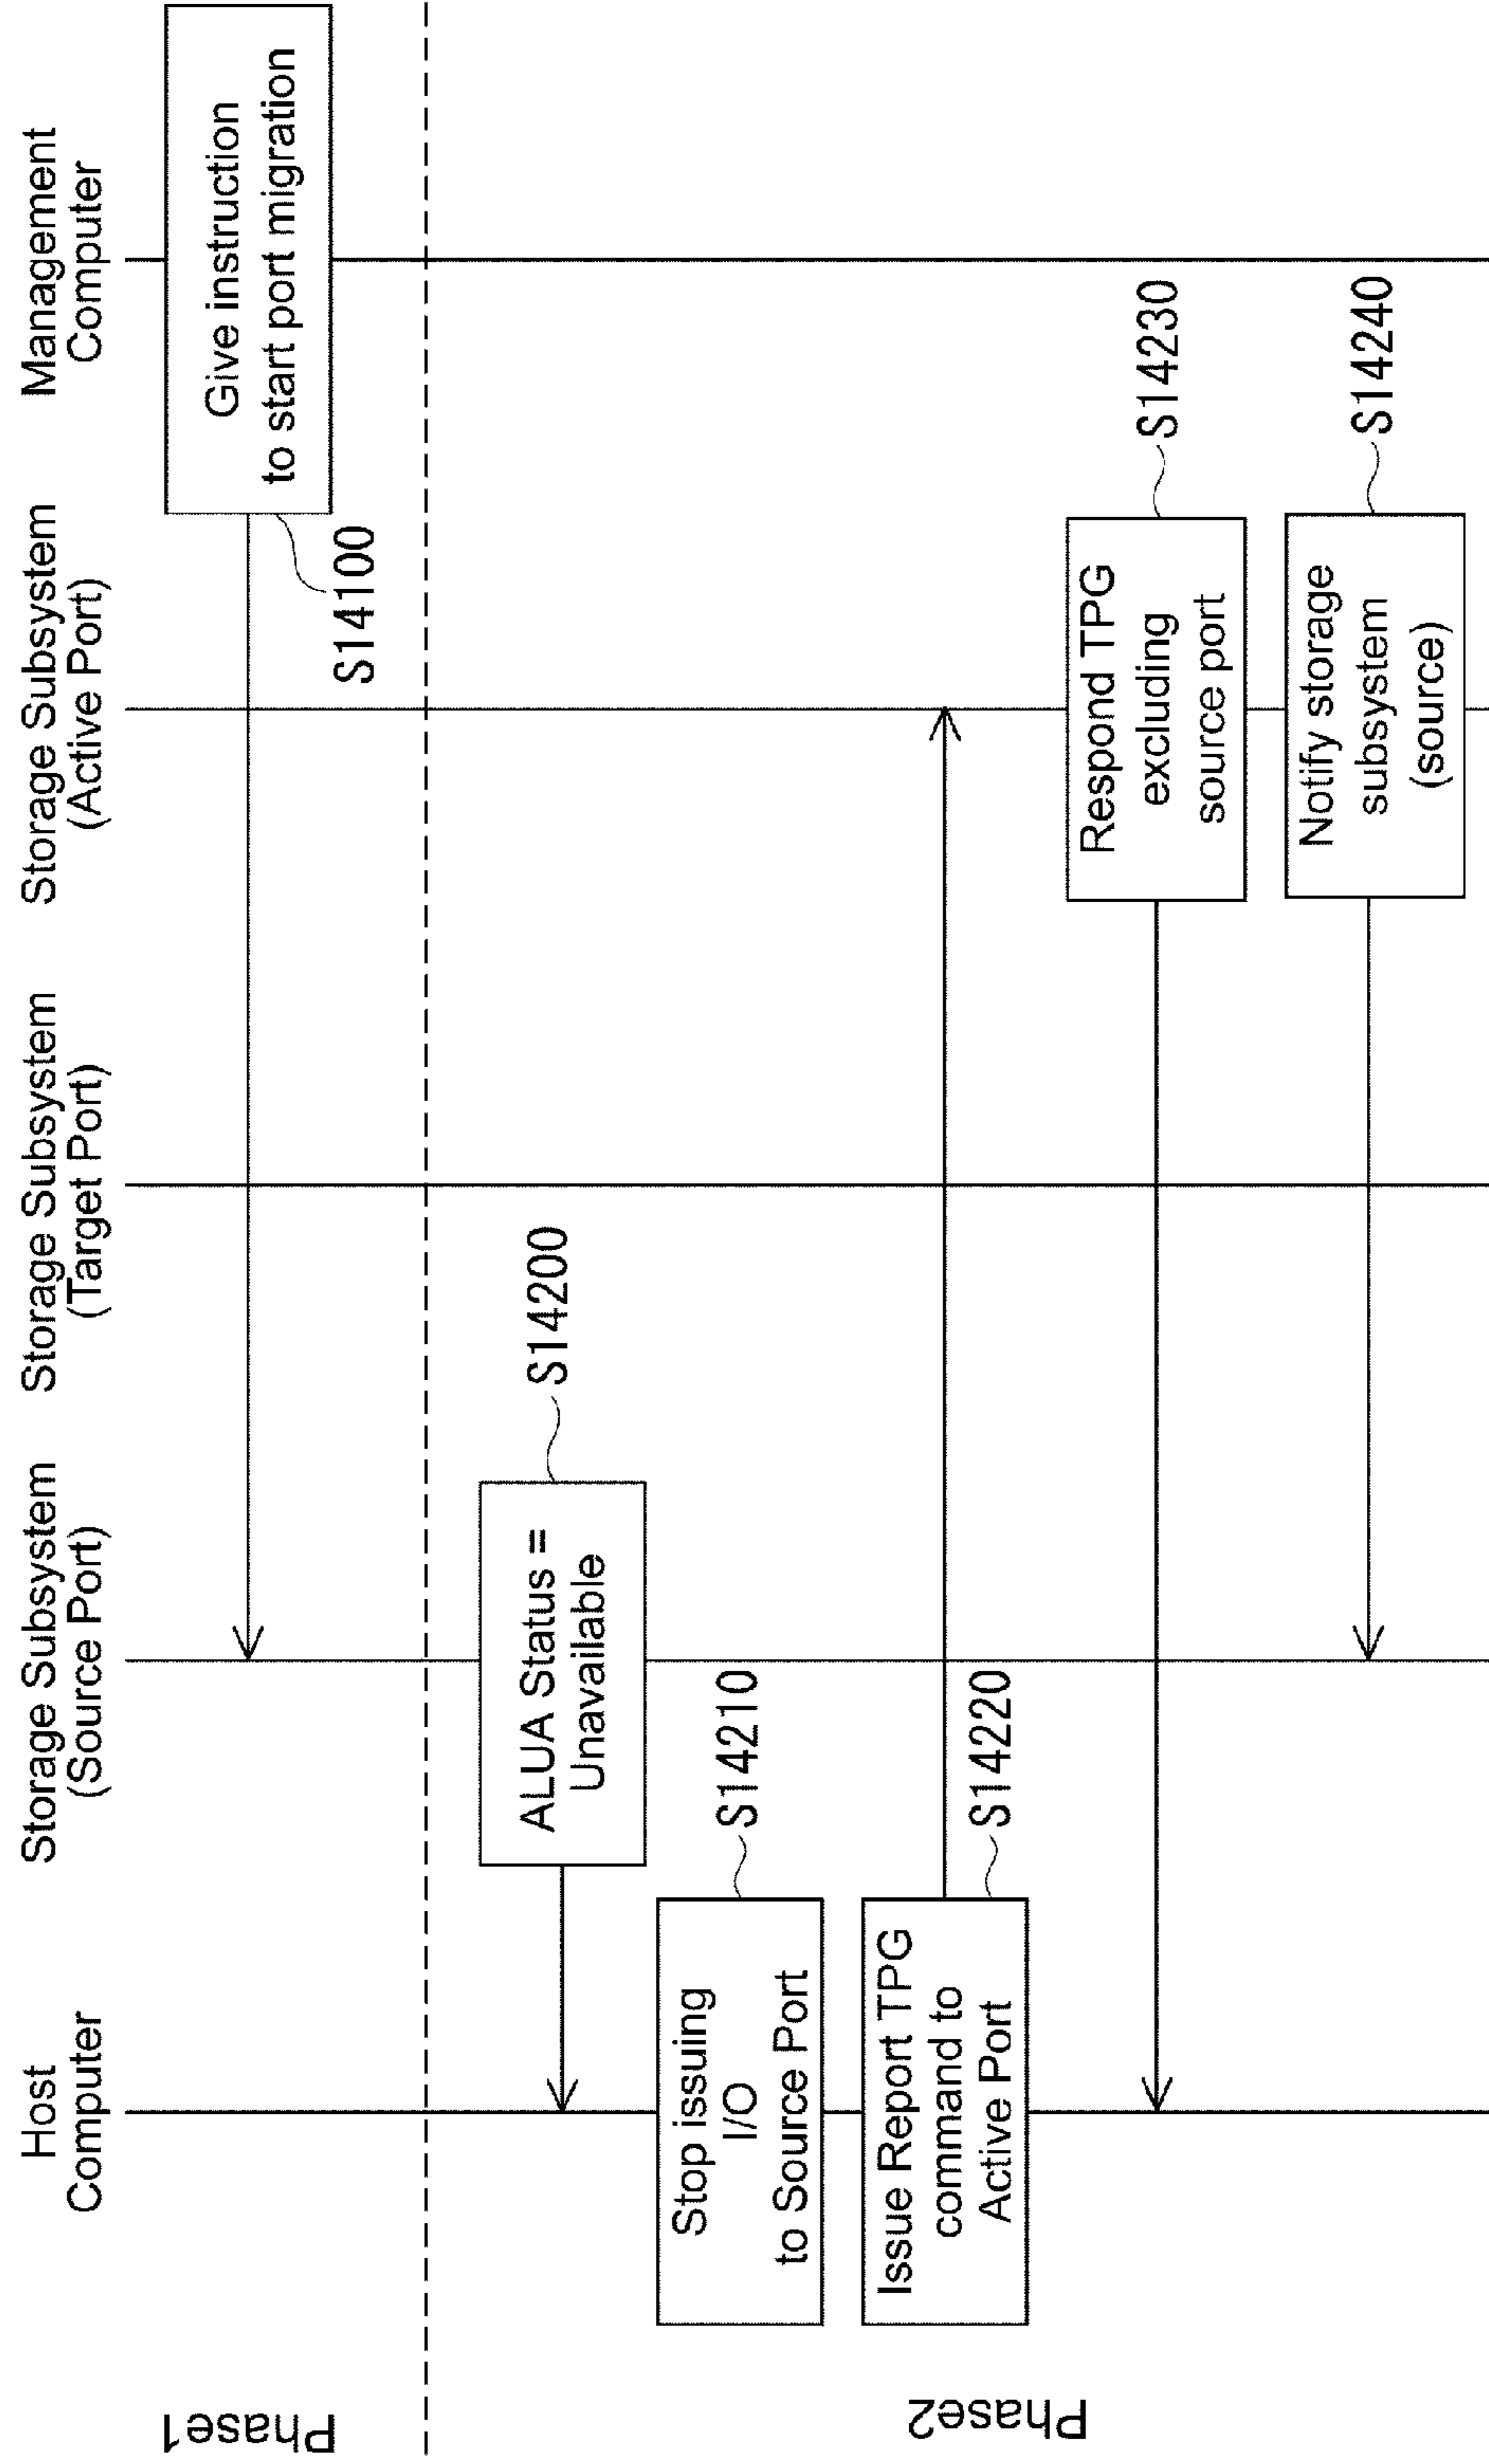 Host
Computer
Storage Subsystem
(Source Port)
Storage Subsystem
(Target Port)
Storage Subsystem
(Active Port)
Management
Computer
Phase1
Give instruction
to start port migration
S14100
Phase2
ALUA Status =
Unavailable
S14200
Stop issuing
I/O
to Source Port
S14210
Issue Report TPG
command to
Active Port
S14220
Respond TPG
excluding
source port
S14230
Notify storage
subsystem
(source)
S14240